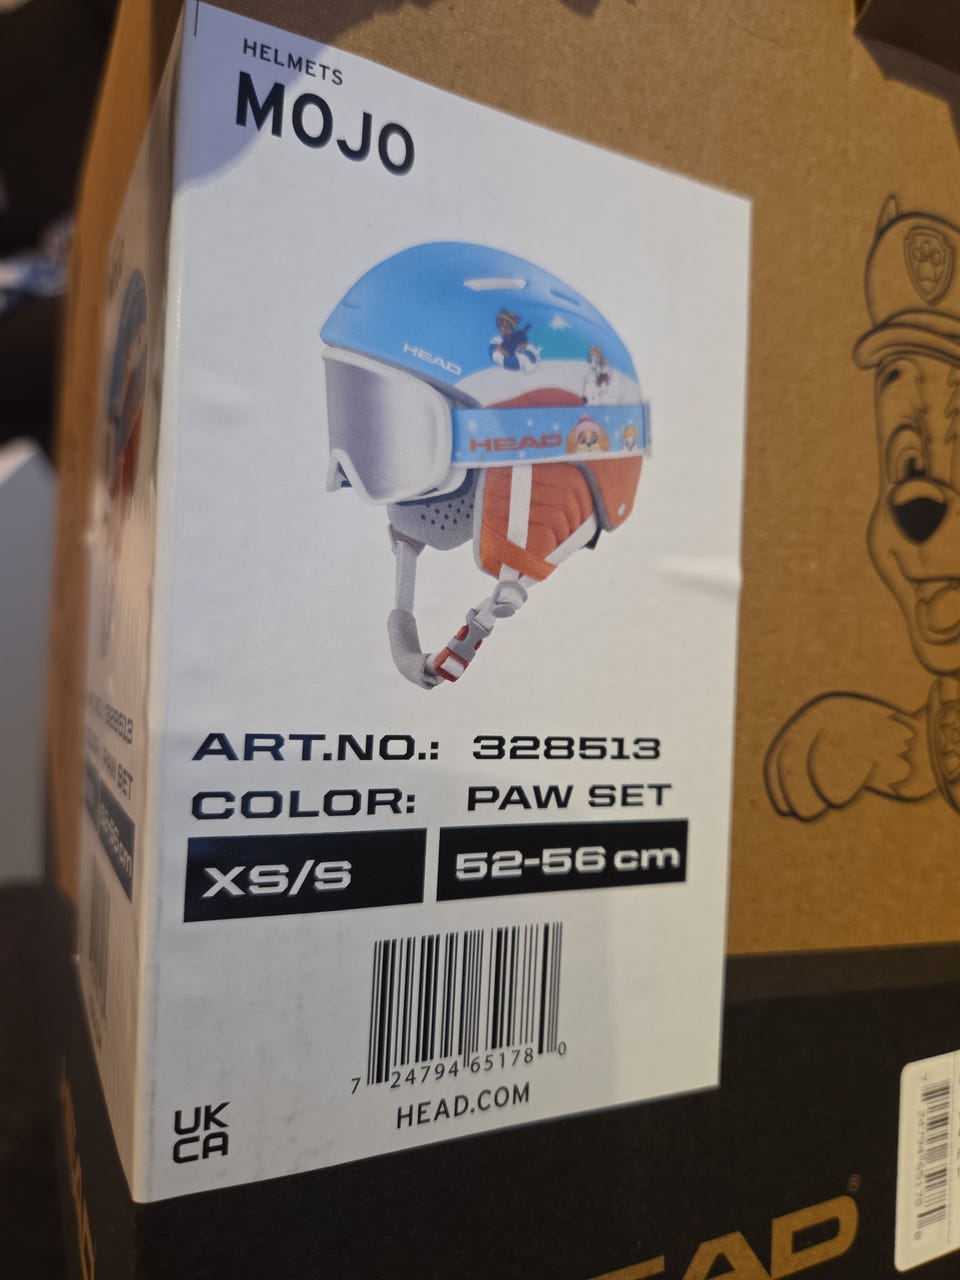 HELMETS
MOJO
HEAD
HEAD
ART.NO.: 328513
COLOR: PAW SET
XS/S 52-56 cm
7 24794 65178 0
HEAD.COM
UK
CA
HEAD®